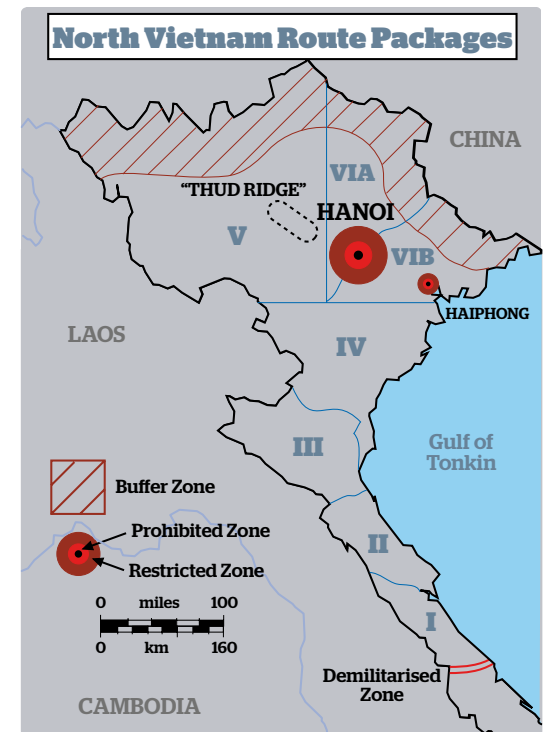 North Vietnam Route Packages
CHINA
VIA
“THUD RIDGE”
HANOI
V
VIB
HAIPHONG
LAOS
IV
Gulf of
Tonkin
III
Buffer Zone
Prohibited Zone
II
Restricted Zone
0 miles 100
I
0 km 160
Demilitarised
Zone
CAMBODIA